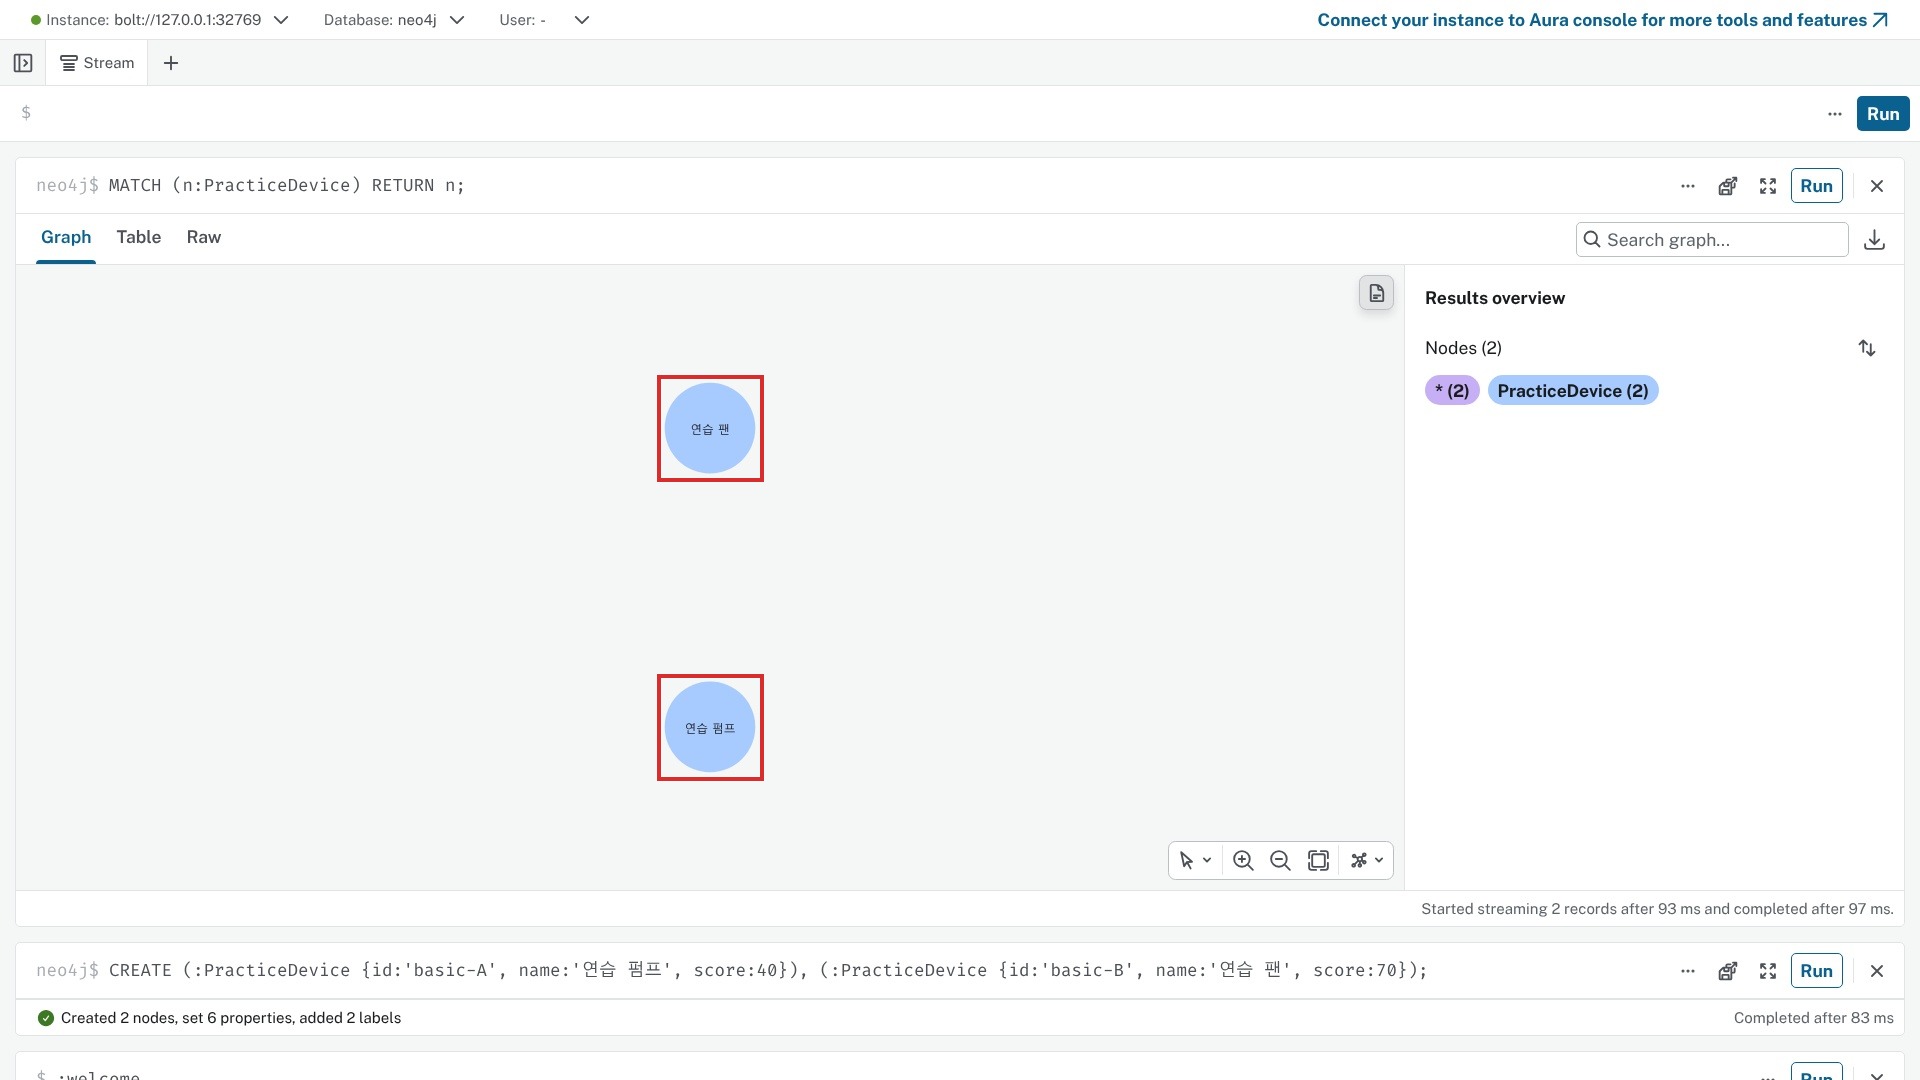 Instance: bolt://127.0.0.1:32769 Database: neo4j User: - Connect your instance to Aura console for more tools and features
Stream
$ ... Run
neo4j$ MATCH (n:PracticeDevice) RETURN n; ... Run
Graph Table Raw Search graph...
Results overview
Nodes (2)
* (2) PracticeDevice (2)
연습 팬
연습 펌프
Started streaming 2 records after 93 ms and completed after 97 ms.
neo4j$ CREATE (:PracticeDevice {id:'basic-A', name:'연습 펌프', score:40}), (:PracticeDevice {id:'basic-B', name:'연습 팬', score:70}); ... Run
Created 2 nodes, set 6 properties, added 2 labels Completed after 83 ms
$ :welcome ... Run